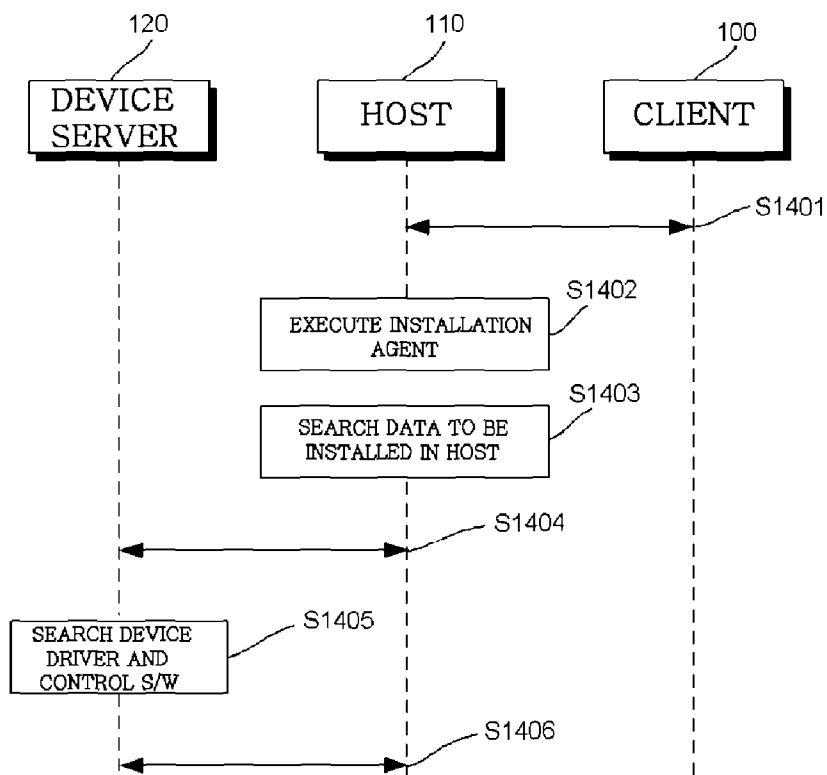 120
110
100
DEVICE
SERVER
HOST
CLIENT
S1401
S1402
EXECUTE INSTALLATION
AGENT
S1403
SEARCH DATA TO BE
INSTALLED IN HOST
S1404
S1405
SEARCH DEVICE
DRIVER AND
CONTROL S/W
S1406